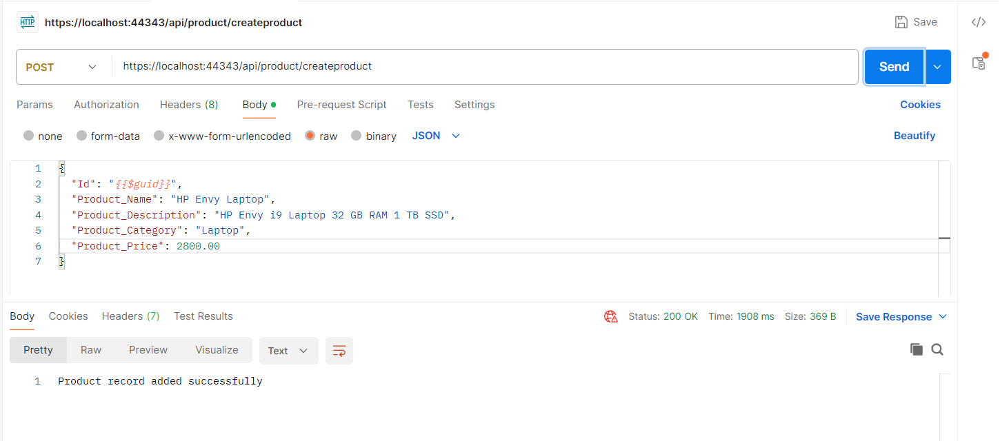 HTTP https://localhost:44343/api/product/createproduct Save </>
POST https://localhost:44343/api/product/createproduct Send
Params Authorization Headers (8) Body Pre-request Script Tests Settings Cookies
none form-data x-www-form-urlencoded raw binary JSON Beautify
1 {
2 "Id": "{{$guid}}",
3 "Product_Name": "HP Envy Laptop",
4 "Product_Description": "HP Envy i9 Laptop 32 GB RAM 1 TB SSD",
5 "Product_Category": "Laptop",
6 "Product_Price": 2800.00
7 }
Body Cookies Headers (7) Test Results Status: 200 OK Time: 1908 ms Size: 369 B Save Response
Pretty Raw Preview Visualize Text
1 Product record added successfully